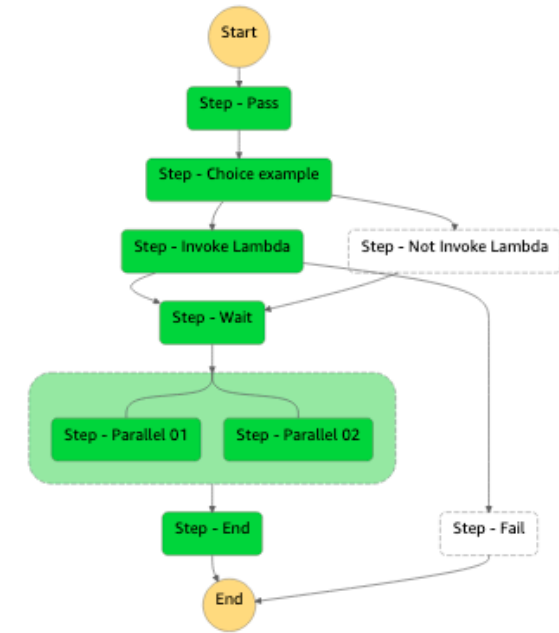 Start
Step - Pass
Step - Choice example
Step - Invoke Lambda
Step - Not Invoke Lambda
Step - Wait
Step - Parallel 01
Step - Parallel 02
Step - End
Step - Fail
End